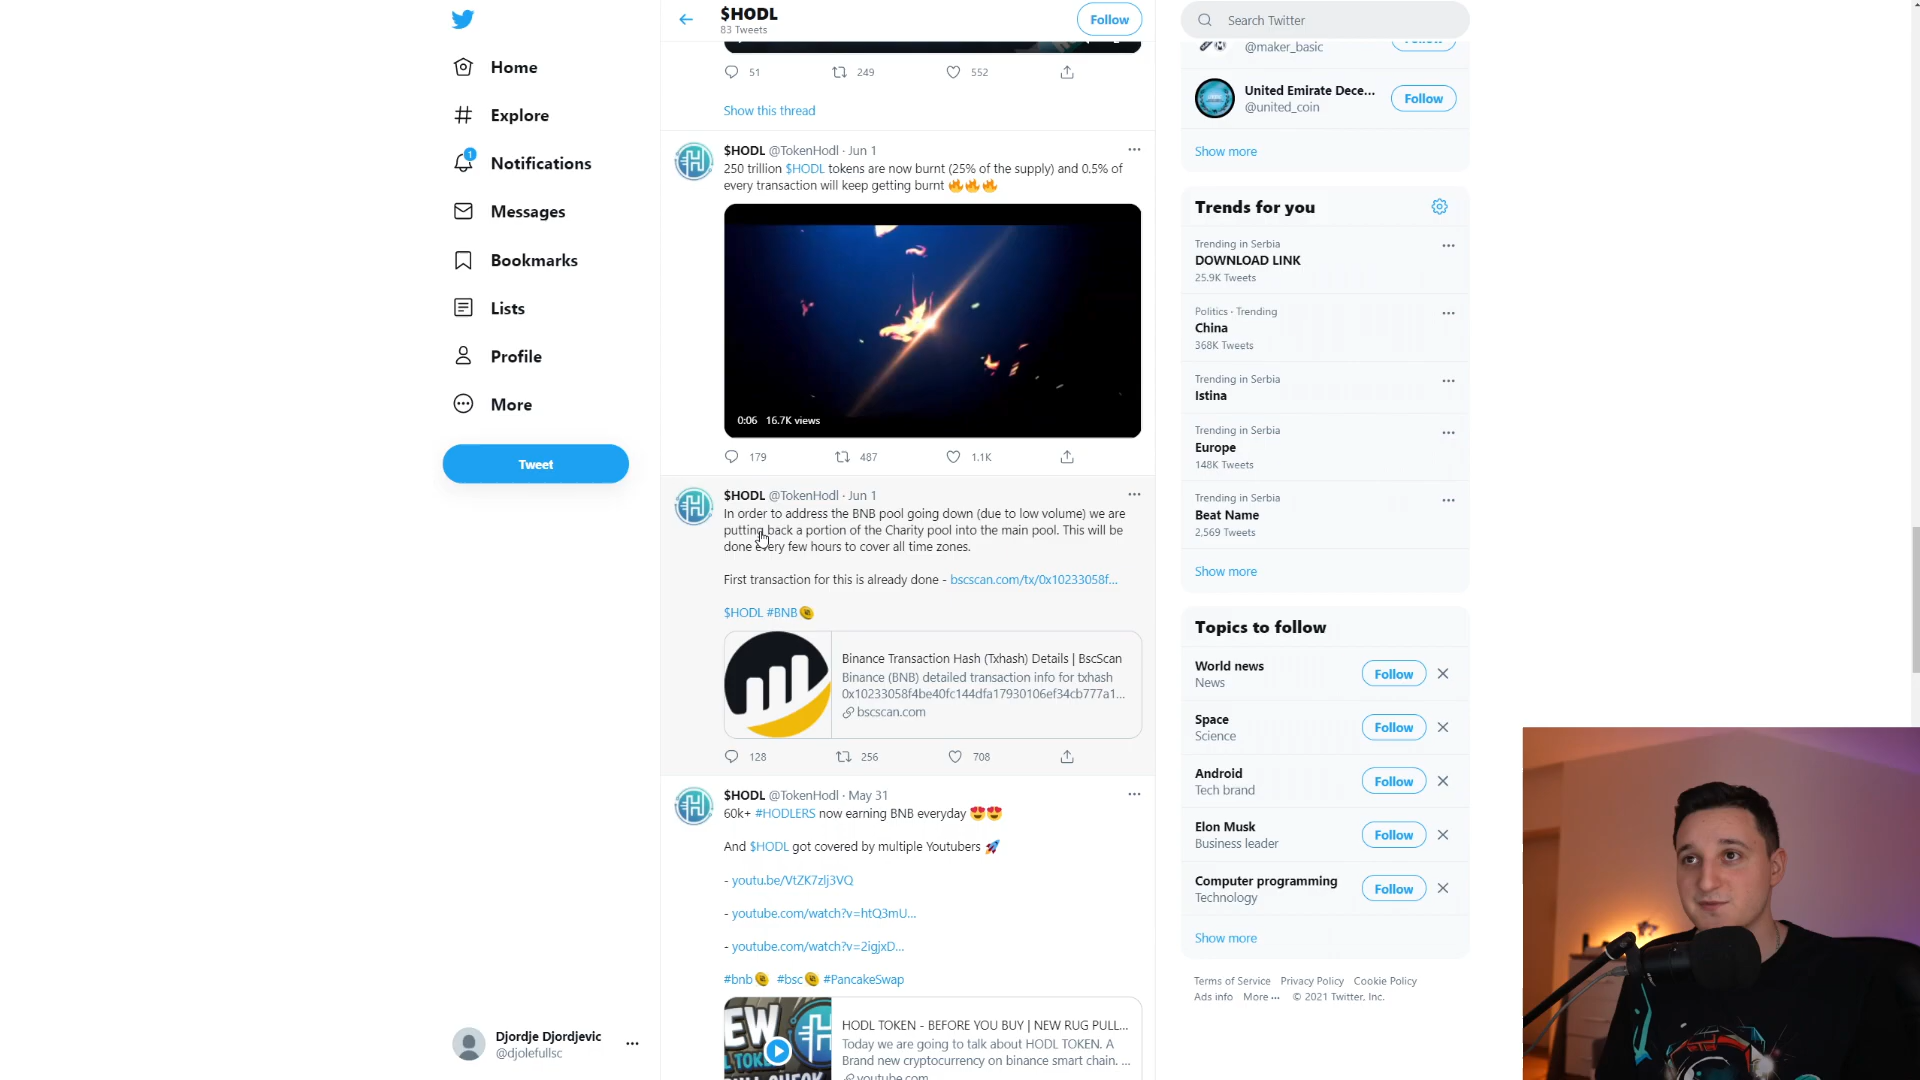 Home
Explore
1
Notifications
Messages
Bookmarks
Lists
Profile
More
Tweet
Djordje Djordjevic
@djolefullsc
$HODL
83 Tweets
Follow
51 249 552
Show this thread
$HODL @TokenHodl · Jun 1
250 trillion $HODL tokens are now burnt (25% of the supply) and 0.5% of
every transaction will keep getting burnt 🔥🔥🔥
0:06 16.7K views
179 487 1.1K
$HODL @TokenHodl · Jun 1
In order to address the BNB pool going down (due to low volume) we are
putting back a portion of the Charity pool into the main pool. This will be
done every few hours to cover all time zones.
First transaction for this is already done - bscscan.com/tx/0x10233058f...
$HODL #BNB
Binance Transaction Hash (Txhash) Details | BscScan
Binance (BNB) detailed transaction info for txhash
0x10233058f4be40fc144dfa17930106ef34cb777a1...
bscscan.com
128 256 708
$HODL @TokenHodl · May 31
60k+ #HODLERS now earning BNB everyday 😍😍
And $HODL got covered by multiple Youtubers 🚀
- youtu.be/VtZK7zlj3VQ
- youtube.com/watch?v=htQ3mU...
- youtube.com/watch?v=2igjxD...
#bnb #bsc #PancakeSwap
HODL TOKEN - BEFORE YOU BUY | NEW RUG PULL...
Today we are going to talk about HODL TOKEN. A
Brand new cryptocurrency on binance smart chain. ...
youtube.com
Search Twitter
@maker_basic
Follow
United Emirate Dece...
@united_coin
Follow
Show more
Trends for you
Trending in Serbia
DOWNLOAD LINK
25.9K Tweets
Politics · Trending
China
368K Tweets
Trending in Serbia
Istina
Trending in Serbia
Europe
148K Tweets
Trending in Serbia
Beat Name
2,569 Tweets
Show more
Topics to follow
World news
News
Follow
Space
Science
Follow
Android
Tech brand
Follow
Elon Musk
Business leader
Follow
Computer programming
Technology
Follow
Show more
Terms of Service Privacy Policy Cookie Policy
Ads info More ··· © 2021 Twitter, Inc.